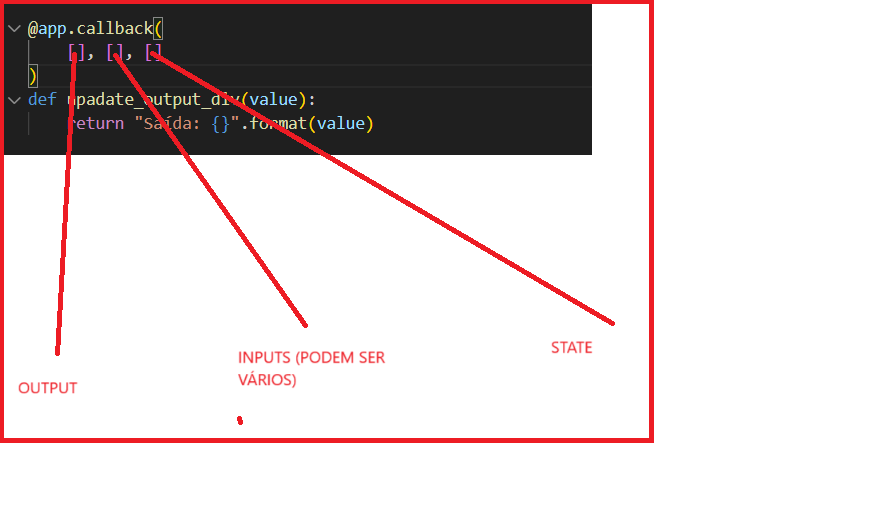 @app.callback(
[], [], []
)
def upadate_output_div(value):
return "Saída: {}".format(value)
STATE
INPUTS (PODEM SER
VÁRIOS)
OUTPUT